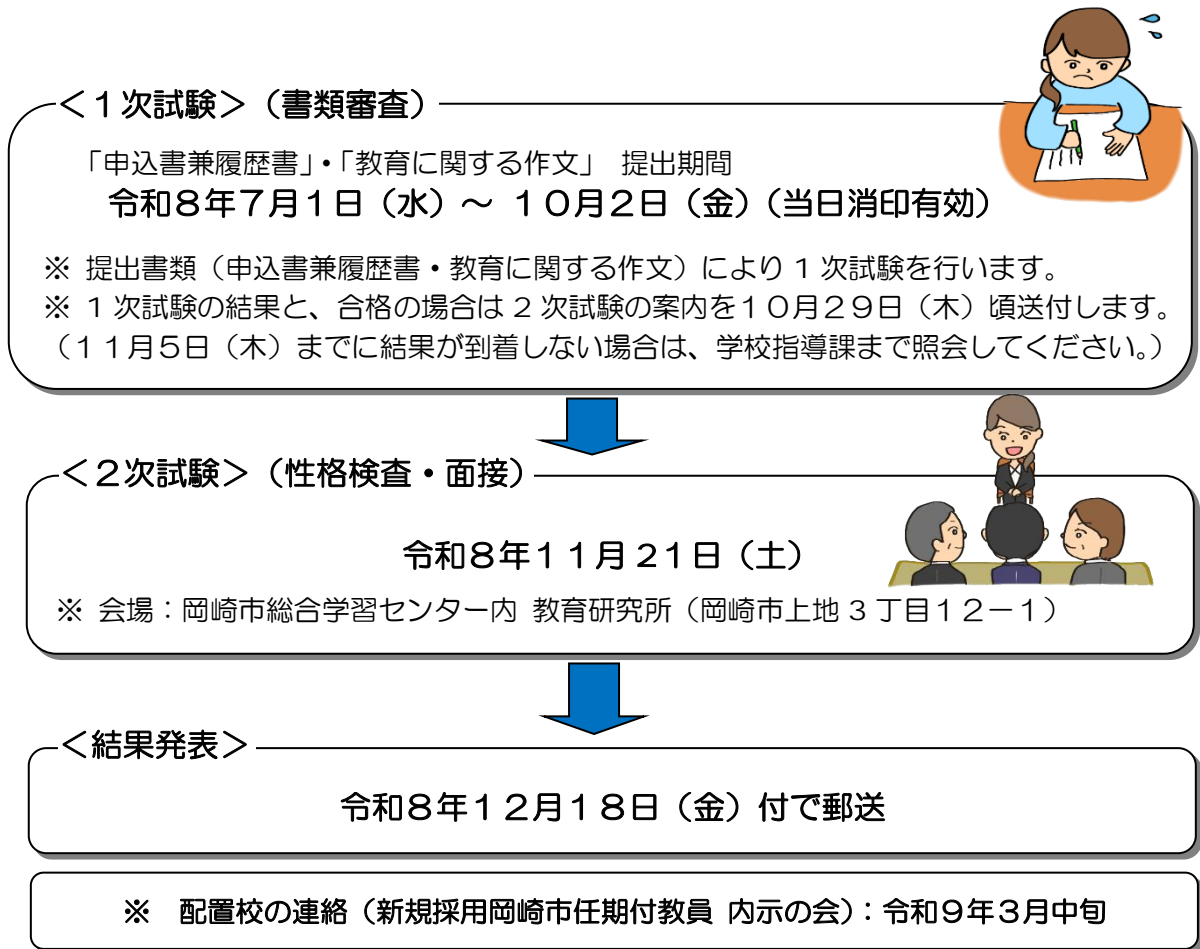 ＜１次試験＞（書類審査）
「申込書兼履歴書」・「教育に関する作文」 提出期間
令和８年７月１日（水）～ １０月２日（金）（当日消印有効）
※ 提出書類（申込書兼履歴書・教育に関する作文）により１次試験を行います。
※ １次試験の結果と、合格の場合は２次試験の案内を１０月２９日（木）頃送付します。
（１１月５日（木）までに結果が到着しない場合は、学校指導課まで照会してください。）
＜２次試験＞（性格検査・面接）
令和８年１１月２１日（土）
※ 会場：岡崎市総合学習センター内 教育研究所（岡崎市上地３丁目１２－１）
＜結果発表＞
令和８年１２月１８日（金）付で郵送
※ 配置校の連絡（新規採用岡崎市任期付教員 内示の会）：令和９年３月中旬